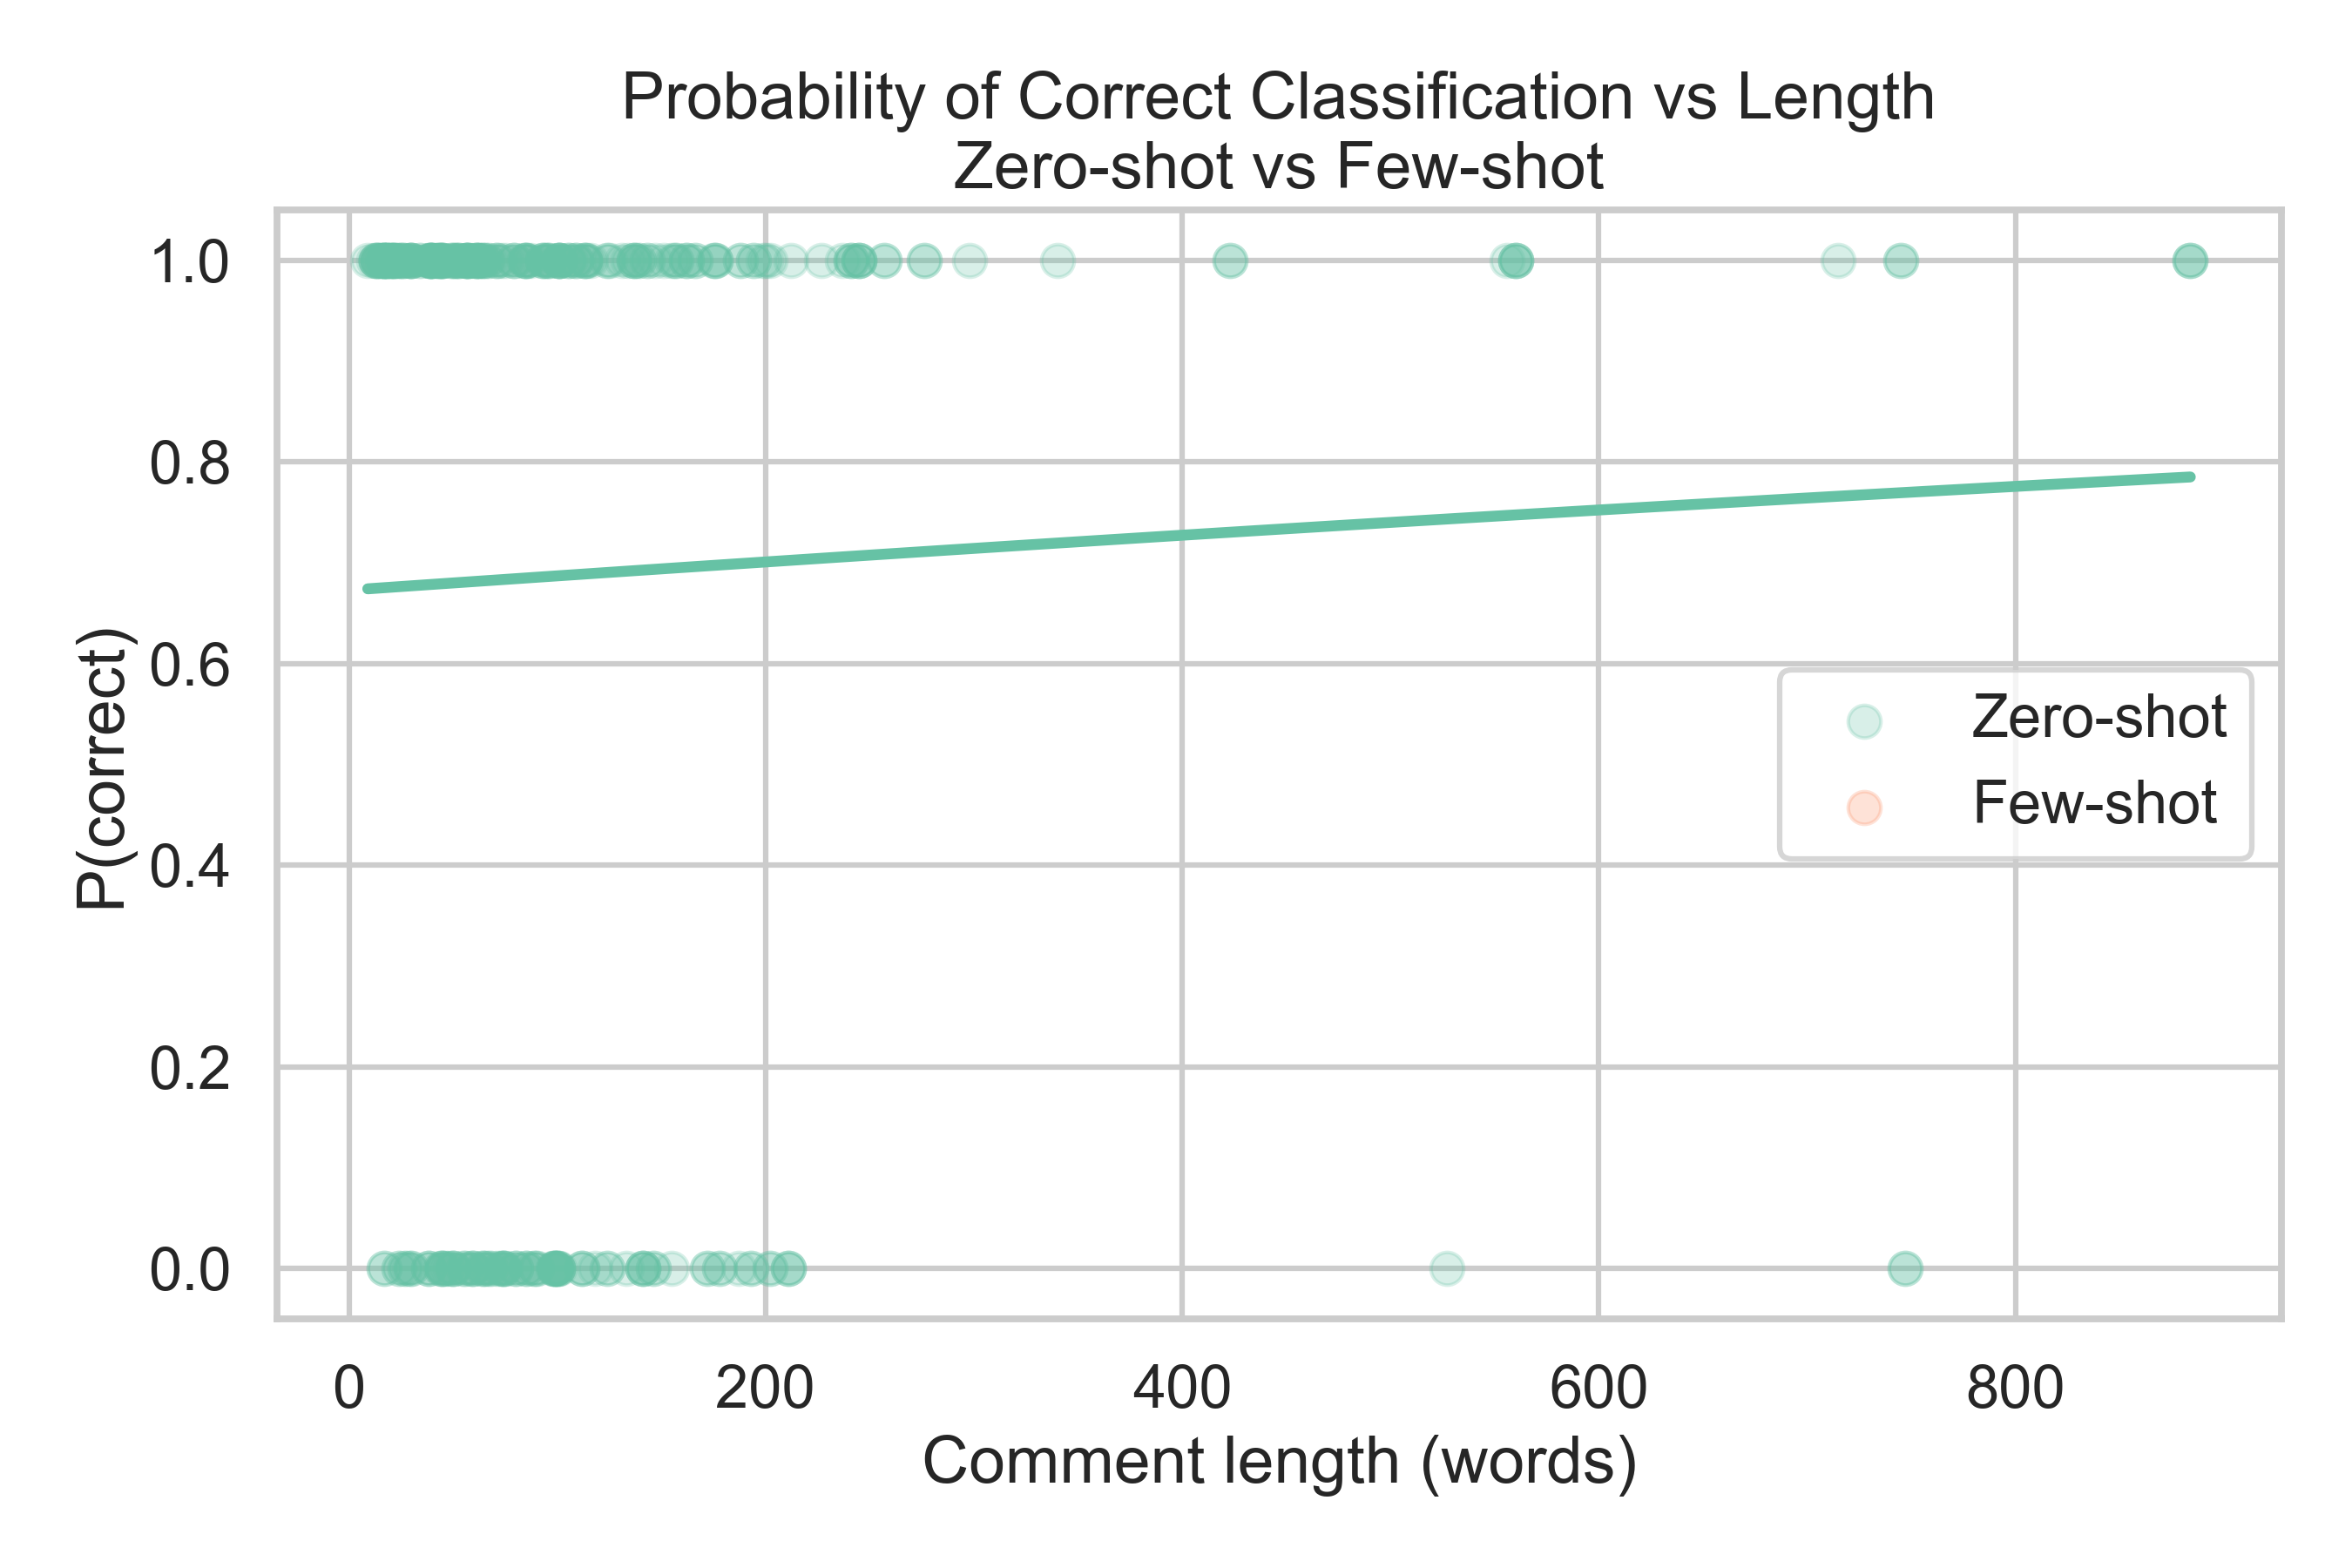 Probability of Correct Classification vs Length
Zero-shot vs Few-shot
1.0
0.8
0.6
0.4
0.2
0.0
P(correct)
Zero-shot
Few-shot
0 200 400 600 800
Comment length (words)